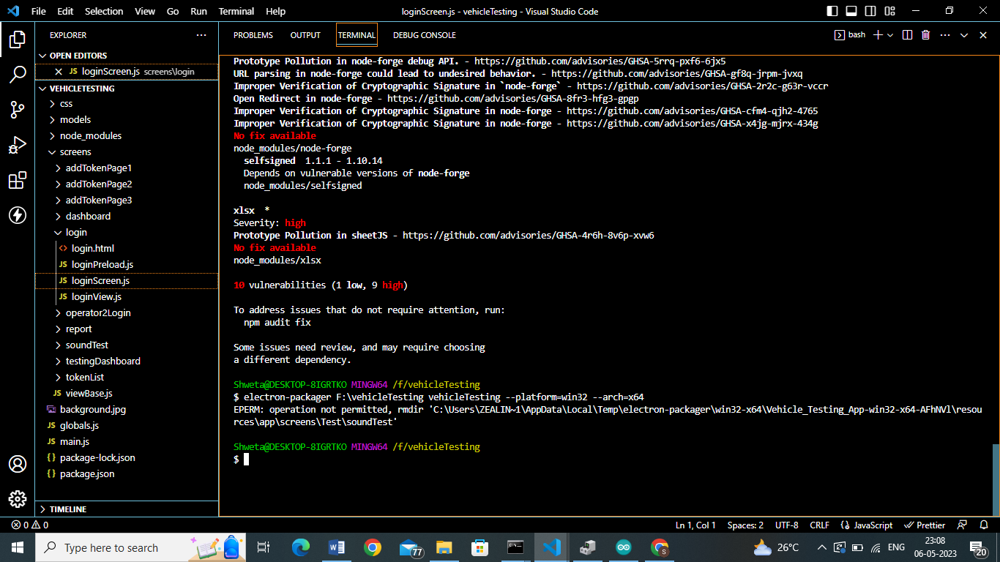 File Edit Selection View Go Run Terminal Help
loginScreen.js - vehicleTesting - Visual Studio Code
EXPLORER
OPEN EDITORS
JS loginScreen.js screens\login
VEHICLETESTING
css
models
node_modules
screens
addTokenPage1
addTokenPage2
addTokenPage3
dashboard
login
login.html
JS loginPreload.js
JS loginScreen.js
JS loginView.js
operator2Login
report
soundTest
testingDashboard
tokenList
JS viewBase.js
background.jpg
JS globals.js
JS main.js
{} package-lock.json
{} package.json
TIMELINE
PROBLEMS OUTPUT TERMINAL DEBUG CONSOLE
bash
Prototype Pollution in node-forge debug API. - https://github.com/advisories/GHSA-5rrq-pxf6-6jx5
URL parsing in node-forge could lead to undesired behavior. - https://github.com/advisories/GHSA-gf8q-jrpm-jvxq
Improper Verification of Cryptographic Signature in `node-forge` - https://github.com/advisories/GHSA-2r2c-g63r-vccr
Open Redirect in node-forge - https://github.com/advisories/GHSA-8fr3-hfg3-gpgp
Improper Verification of Cryptographic Signature in node-forge - https://github.com/advisories/GHSA-cfm4-qjh2-4765
Improper Verification of Cryptographic Signature in node-forge - https://github.com/advisories/GHSA-x4jg-mjrx-434g
No fix available
node_modules/node-forge
selfsigned 1.1.1 - 1.10.14
Depends on vulnerable versions of node-forge
node_modules/selfsigned
xlsx *
Severity: high
Prototype Pollution in sheetJS - https://github.com/advisories/GHSA-4r6h-8v6p-xvw6
No fix available
node_modules/xlsx
10 vulnerabilities (1 low, 9 high)
To address issues that do not require attention, run:
npm audit fix
Some issues need review, and may require choosing
a different dependency.
Shweta@DESKTOP-8IGRTKO MINGW64 /f/vehicleTesting
$ electron-packager F:\vehicleTesting vehicleTesting --platform=win32 --arch=x64
EPERM: operation not permitted, rmdir 'C:\Users\ZEALIN~1\AppData\Local\Temp\electron-packager\win32-x64\Vehicle_Testing_App-win32-x64-AFhNVl\resou
rces\app\screens\Test\soundTest'
Shweta@DESKTOP-8IGRTKO MINGW64 /f/vehicleTesting
$
0 0
Ln 1, Col 1 Spaces: 2 UTF-8 CRLF JavaScript Prettier
Type here to search
77
26°C
ENG
23:08
06-05-2023
20